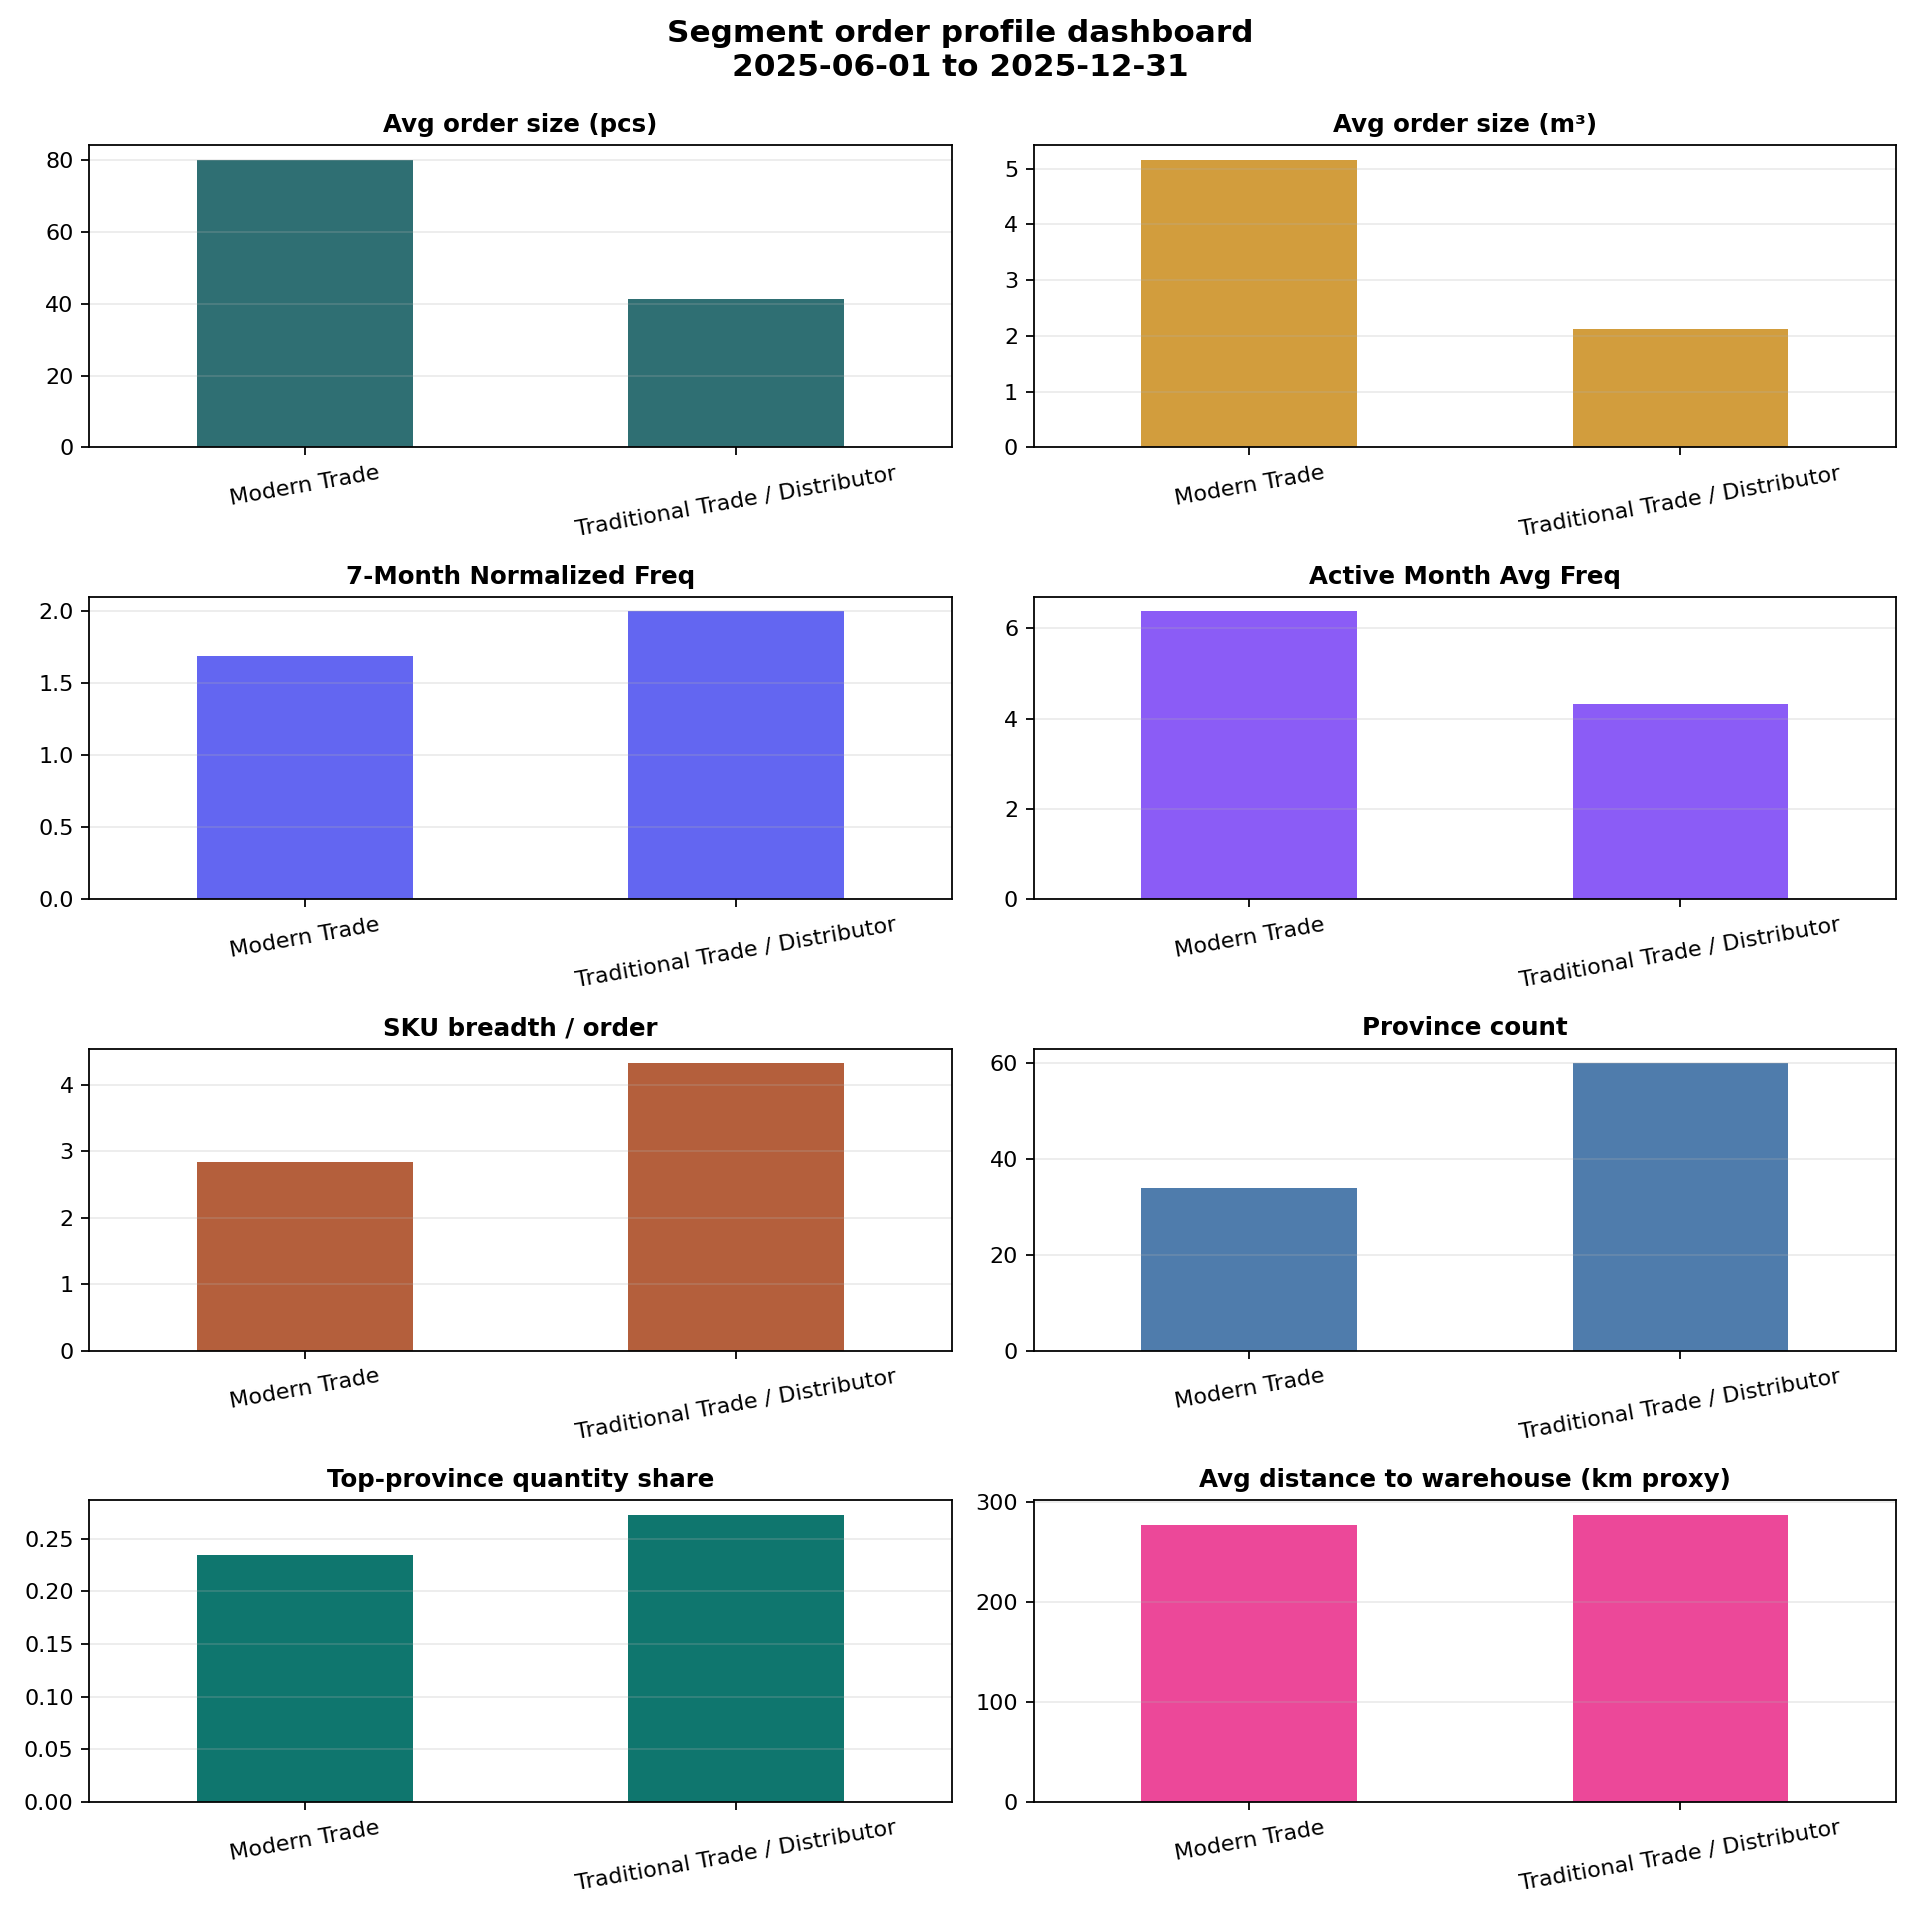 Segment order profile dashboard
2025-06-01 to 2025-12-31
Avg order size (pcs)
80
60
40
20
0
Modern Trade
Traditional Trade / Distributor
Avg order size (m³)
5
4
3
2
1
0
Modern Trade
Traditional Trade / Distributor
7-Month Normalized Freq
2.0
1.5
1.0
0.5
0.0
Modern Trade
Traditional Trade / Distributor
Active Month Avg Freq
6
4
2
0
Modern Trade
Traditional Trade / Distributor
SKU breadth / order
4
3
2
1
0
Modern Trade
Traditional Trade / Distributor
Province count
60
40
20
0
Modern Trade
Traditional Trade / Distributor
Top-province quantity share
0.25
0.20
0.15
0.10
0.05
0.00
Modern Trade
Traditional Trade / Distributor
Avg distance to warehouse (km proxy)
300
200
100
0
Modern Trade
Traditional Trade / Distributor